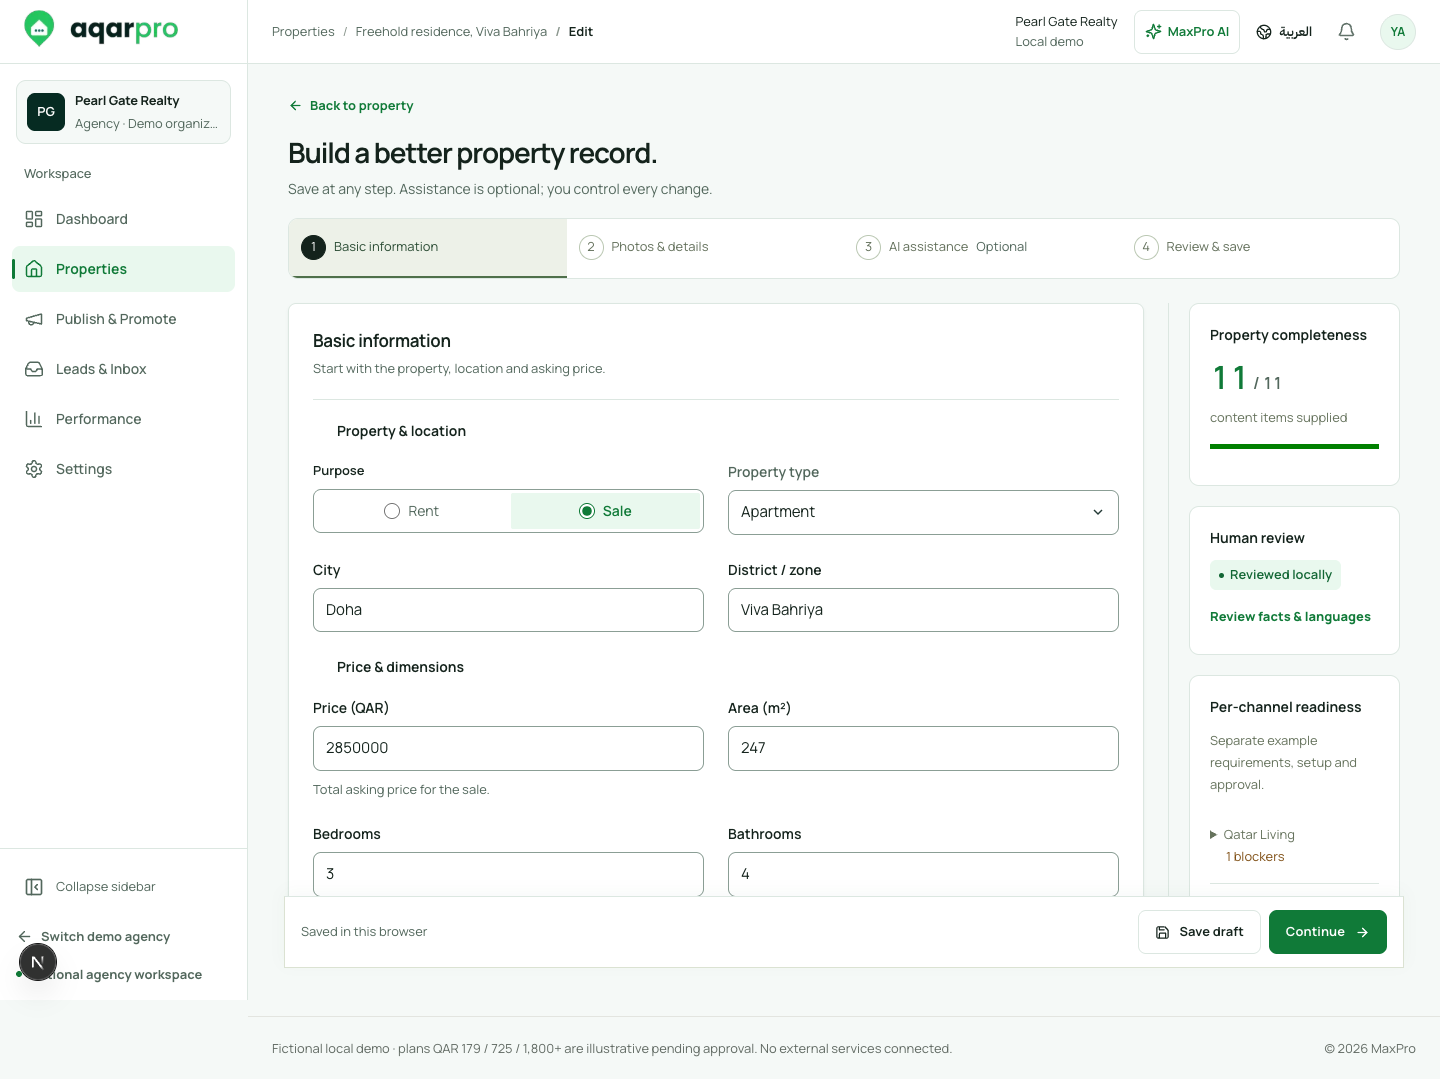 aqarpro
Properties / Freehold residence, Viva Bahriya / Edit
Pearl Gate Realty
Local demo
MaxPro AI
العربية
YA
PG
Pearl Gate Realty
Agency · Demo organiz...
Workspace
Dashboard
Properties
Publish & Promote
Leads & Inbox
Performance
Settings
Collapse sidebar
Switch demo agency
N
ional agency workspace
Back to property
Build a better property record.
Save at any step. Assistance is optional; you control every change.
1 Basic information
2 Photos & details
3 AI assistance Optional
4 Review & save
Basic information
Start with the property, location and asking price.
Property & location
Purpose
Rent
Sale
Property type
Apartment
City
Doha
District / zone
Viva Bahriya
Price & dimensions
Price (QAR)
2850000
Total asking price for the sale.
Area (m²)
247
Bedrooms
3
Bathrooms
4
Property completeness
11 / 11
content items supplied
Human review
Reviewed locally
Review facts & languages
Per-channel readiness
Separate example
requirements, setup and
approval.
Qatar Living
1 blockers
Saved in this browser
Save draft
Continue
Fictional local demo · plans QAR 179 / 725 / 1,800+ are illustrative pending approval. No external services connected.
© 2026 MaxPro